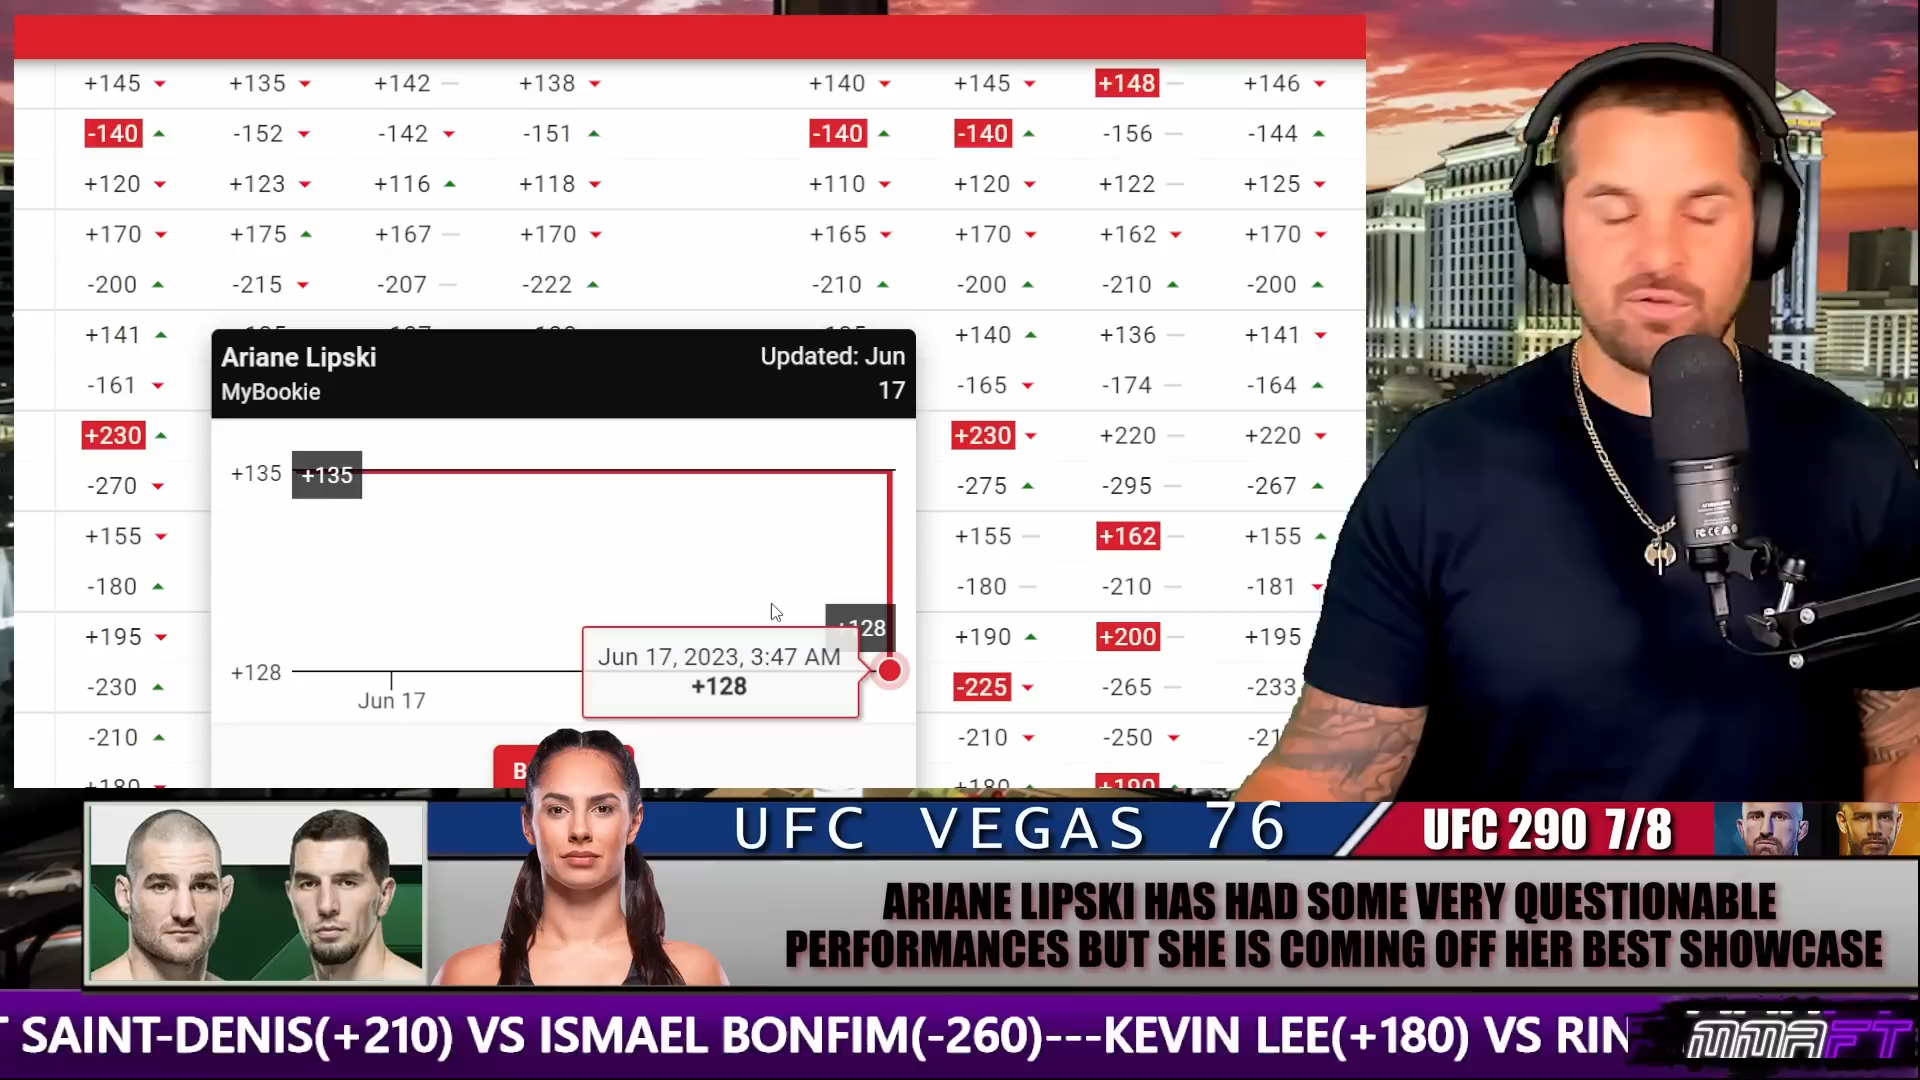 +145 +135 +142 +138 +140 +145 +148 +146
-140 -152 -142 -151 -140 -140 -156 -144
+120 +123 +116 +118 +110 +120 +122 +125
+170 +175 +167 +170 +165 +170 +162 +170
-200 -215 -207 -222 -210 -200 -210 -200
+141 +140 +136 +141
-161 -165 -174 -164
+230 +230 +220 +220
-270 -275 -295 -267
+155 +155 +162 +155
-180 -180 -210 -181
+195 +190 +200 +195
-230 -225 -265 -233
-210 -210 -250
Ariane Lipski
MyBookie
Updated: Jun
17
+135
+135
+128
+128
Jun 17
Jun 17, 2023, 3:47 AM
+128
UFC VEGAS 76
UFC 290 7/8
ARIANE LIPSKI HAS HAD SOME VERY QUESTIONABLE
PERFORMANCES BUT SHE IS COMING OFF HER BEST SHOWCASE
T SAINT-DENIS(+210) VS ISMAEL BONFIM(-260)---KEVIN LEE(+180) VS RIN
MMAFT